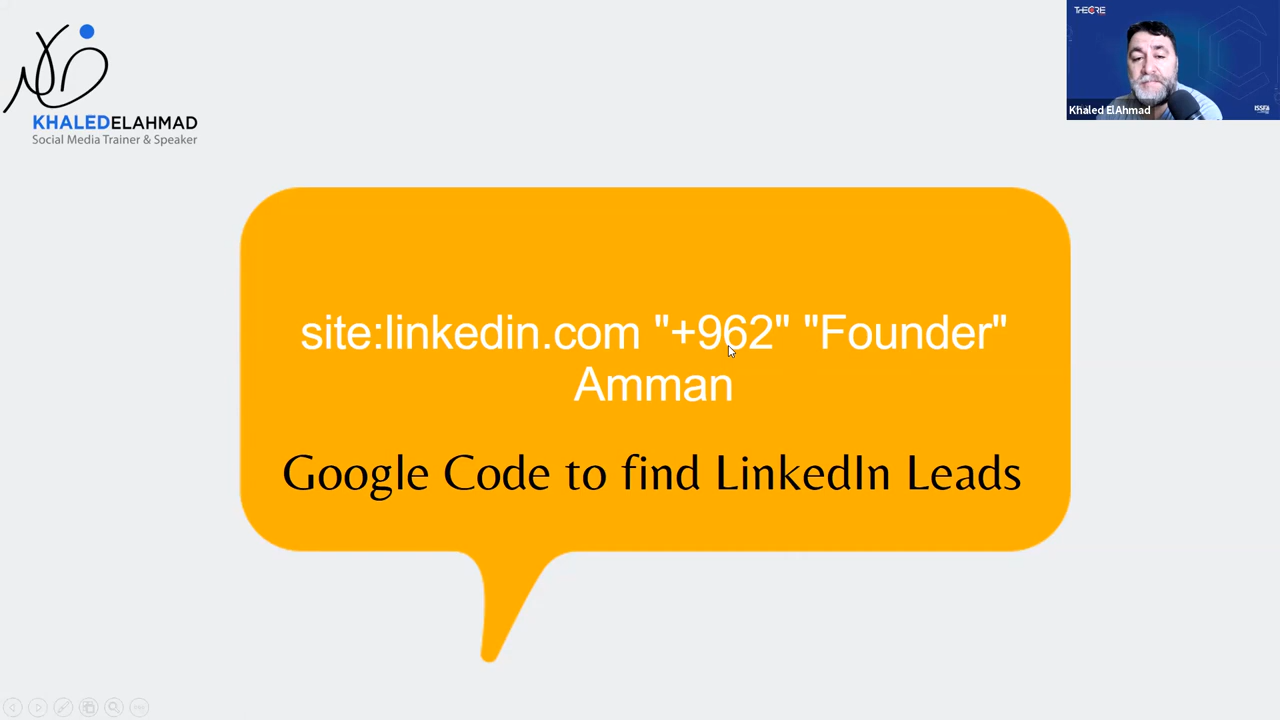 KHALEDELAHMAD
Social Media Trainer & Speaker
THECRE
Khaled ElAhmad
site:linkedin.com "+962" "Founder"
Amman
Google Code to find LinkedIn Leads